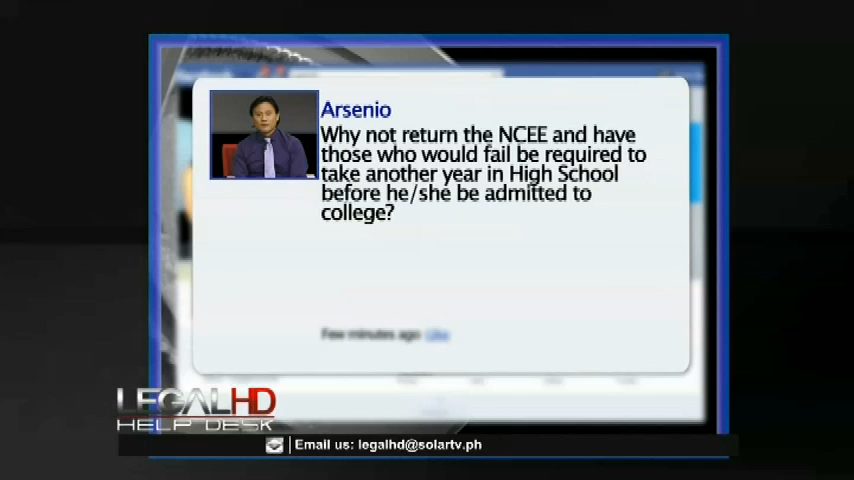 Arsenio
Why not return the NCEE and have
those who would fail be required to
take another year in High School
before he/she be admitted to
college?
Few minutes ago Like
LEGALHD
HELP DESK
Email us: legalhd@solartv.ph